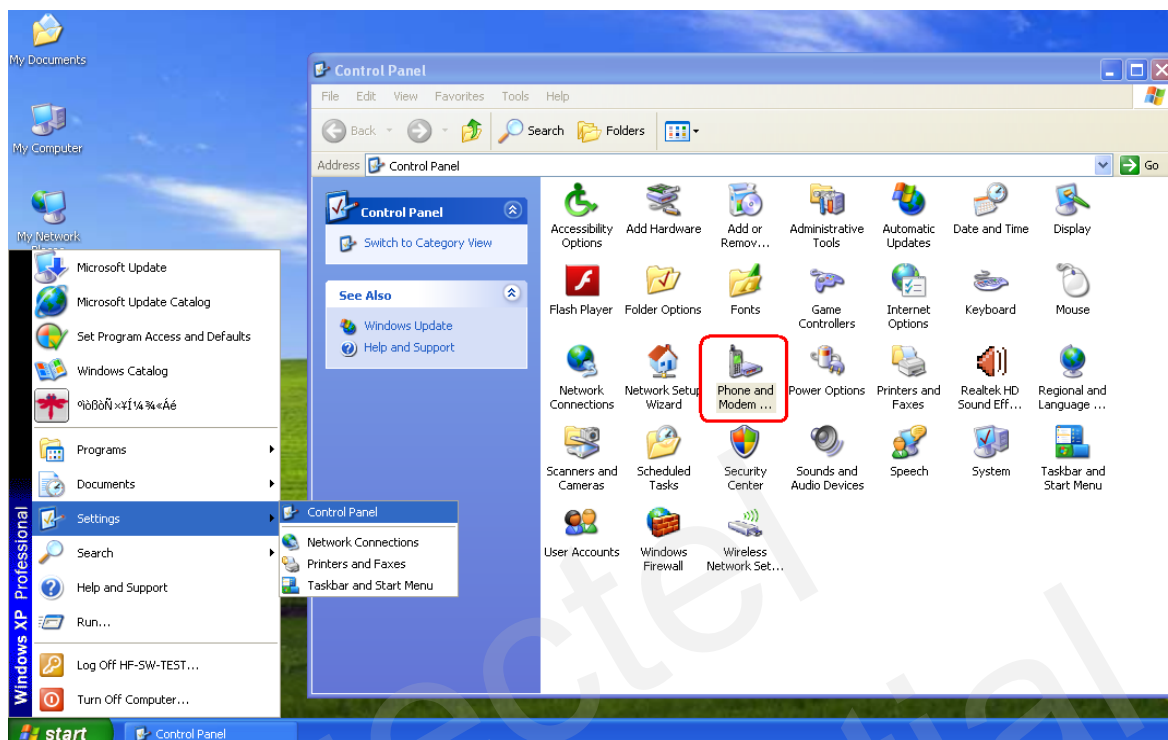 My Documents
My Computer
My Network
Control Panel
File Edit View Favorites Tools Help
Back Search Folders
Address Control Panel Go
Control Panel
Switch to Category View
See Also
Windows Update
Help and Support
Accessibility Options
Add Hardware
Add or Remov...
Administrative Tools
Automatic Updates
Date and Time
Display
Flash Player
Folder Options
Fonts
Game Controllers
Internet Options
Keyboard
Mouse
Network Connections
Network Setup Wizard
Phone and Modem ...
Power Options
Printers and Faxes
Realtek HD Sound Eff...
Regional and Language ...
Scanners and Cameras
Scheduled Tasks
Security Center
Sounds and Audio Devices
Speech
System
Taskbar and Start Menu
User Accounts
Windows Firewall
Wireless Network Set...
Microsoft Update
Microsoft Update Catalog
Set Program Access and Defaults
Windows Catalog
Programs
Documents
Settings
Search
Help and Support
Run...
Log Off HF-SW-TEST...
Turn Off Computer...
Windows XP Professional
Control Panel
Network Connections
Printers and Faxes
Taskbar and Start Menu
start
Control Panel